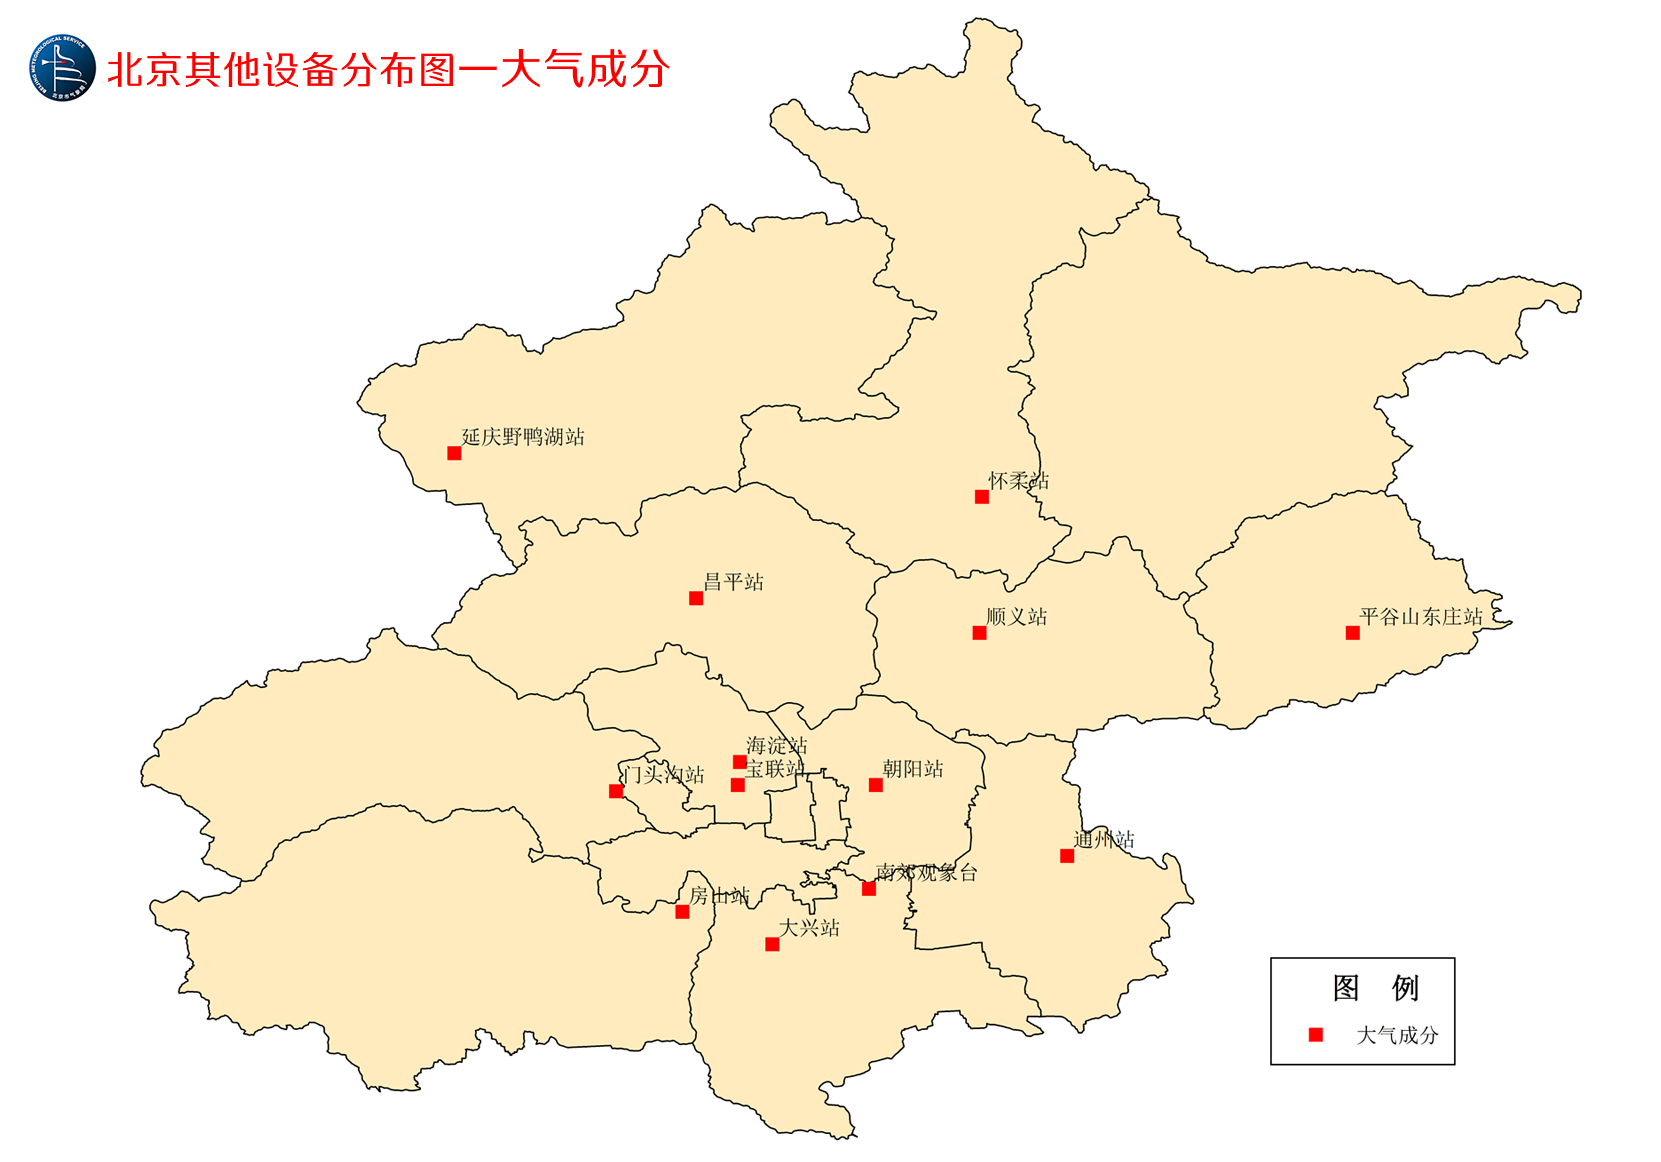 BEIJING METEOROLOGICAL SERVICE
北京市气象局
北京其他设备分布图一大气成分
延庆野鸭湖站
怀柔站
昌平站
顺义站
平谷山东庄站
海淀站
宝联站
门头沟站
朝阳站
通州站
南郊观象台
房山站
大兴站
图 例
大气成分